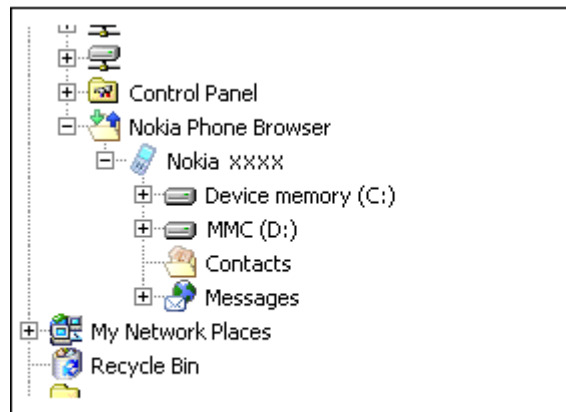 Control Panel
Nokia Phone Browser
Nokia xxxx
Device memory (C:)
MMC (D:)
Contacts
Messages
My Network Places
Recycle Bin